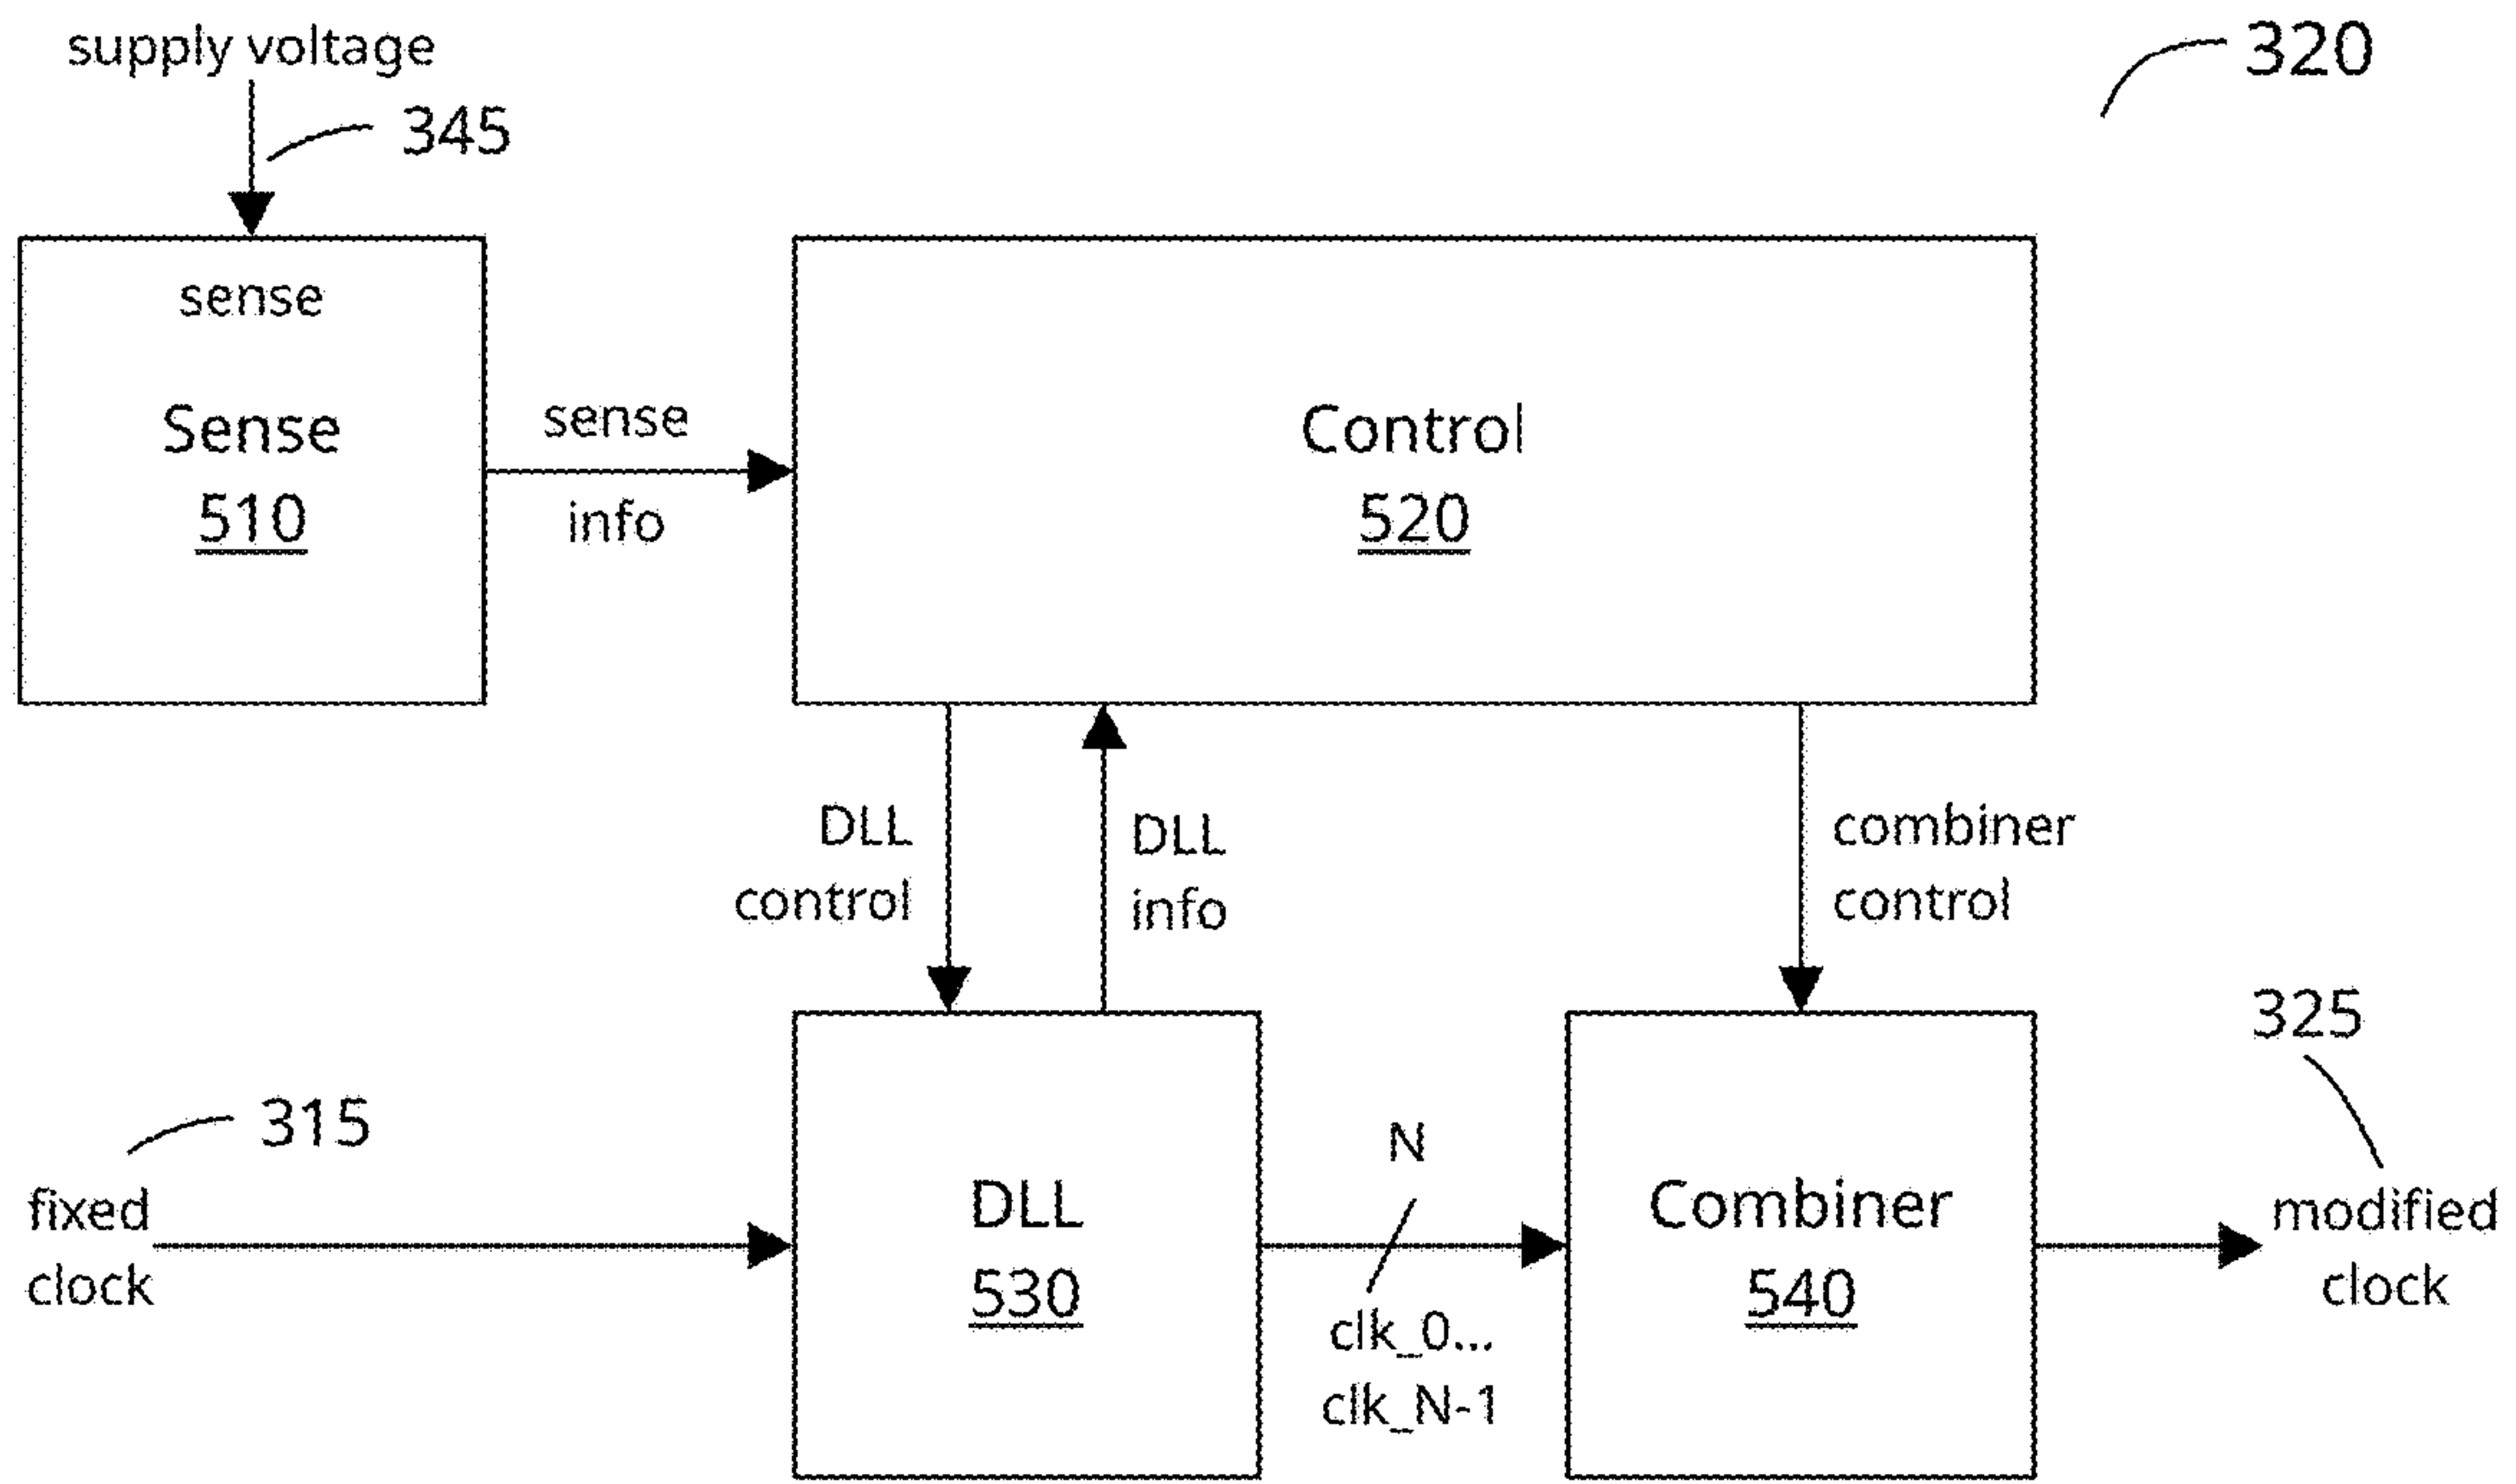 supply voltage
320
345
sense
Sense
510
sense
info
Control
520
DLL
control
DLL
info
combiner
control
325
315
fixed
clock
DLL
530
N
clk_0...
clk_N-1
Combiner
540
modified
clock